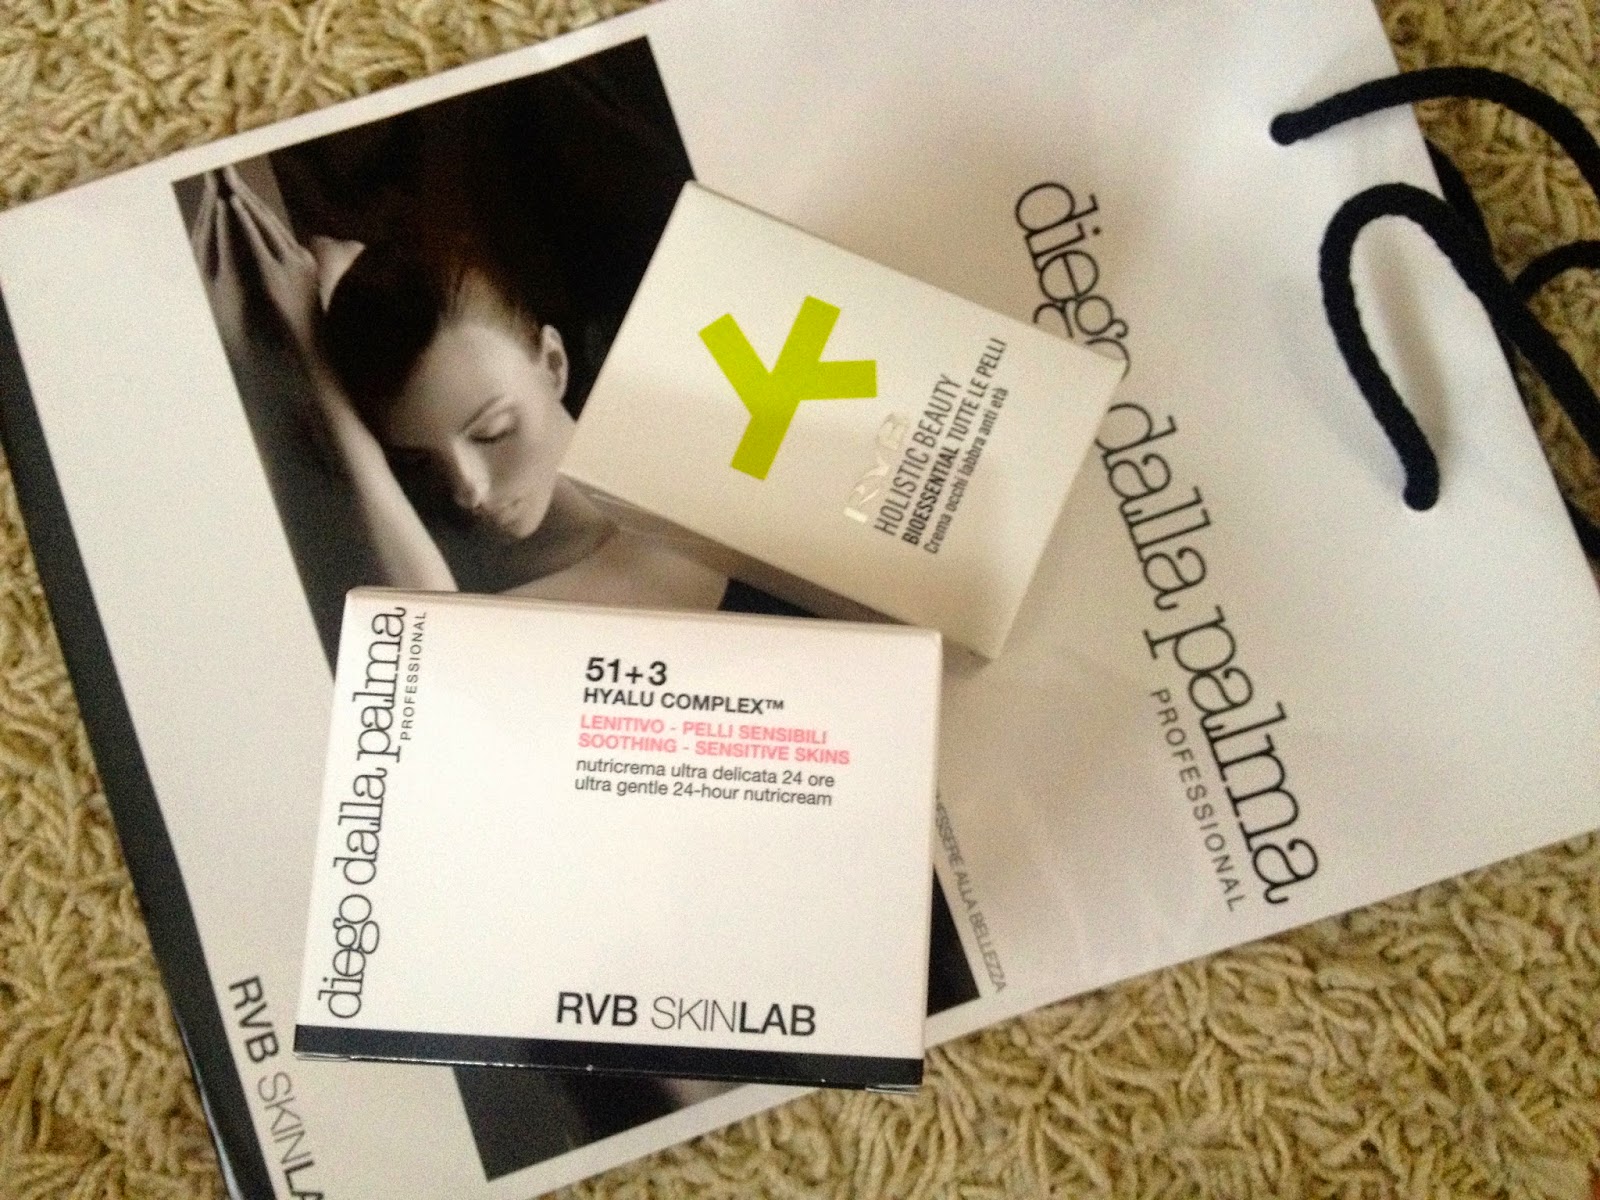 diego dalla palma
PROFESSIONAL
RVB
HOLISTIC BEAUTY
BIOESSENTIAL TUTTE LE PELLI
Crema occhi labbra anti età
diego dalla palma
PROFESSIONAL
51+3
HYALU COMPLEX™
LENITIVO - PELLI SENSIBILI
SOOTHING - SENSITIVE SKINS
nutricrema ultra delicata 24 ore
ultra gentle 24-hour nutricream
RVB SKINLAB
ALLA BELLEZZA
RVB SKINLA